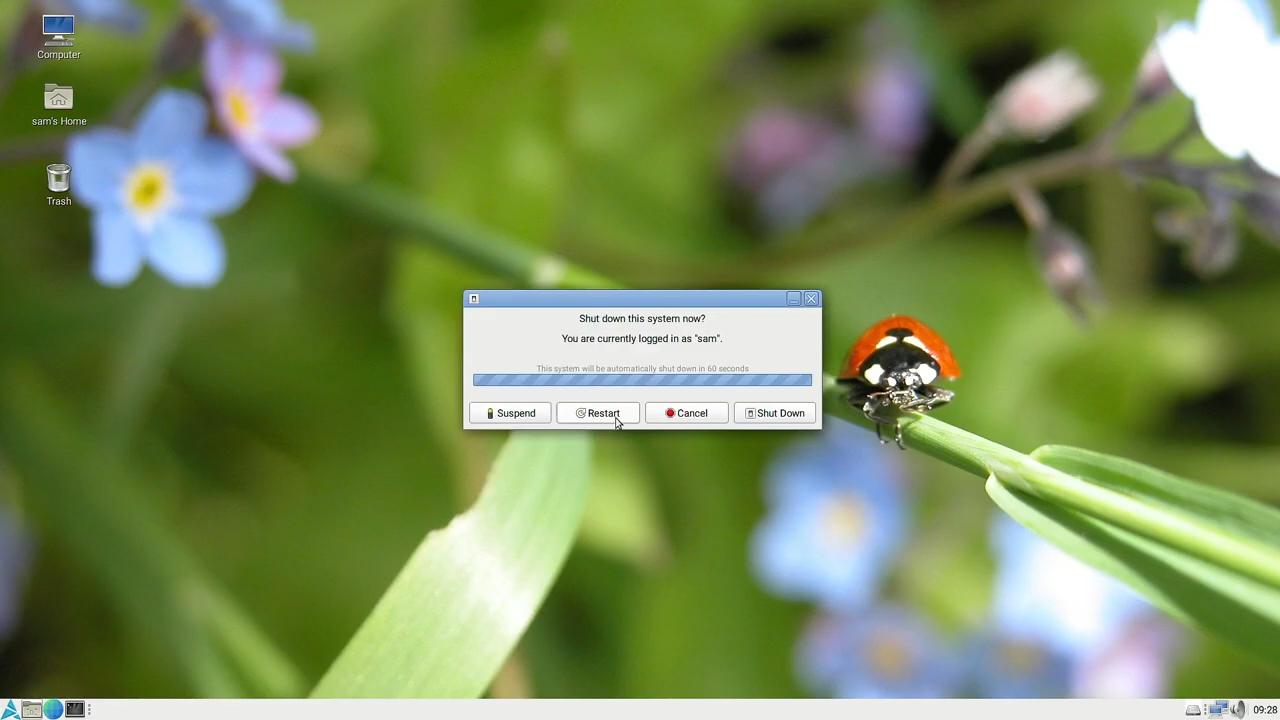 Computer
sam's Home
Trash
Shut down this system now?
You are currently logged in as "sam".
This system will be automatically shut down in 60 seconds
Suspend
Restart
Cancel
Shut Down
09:28